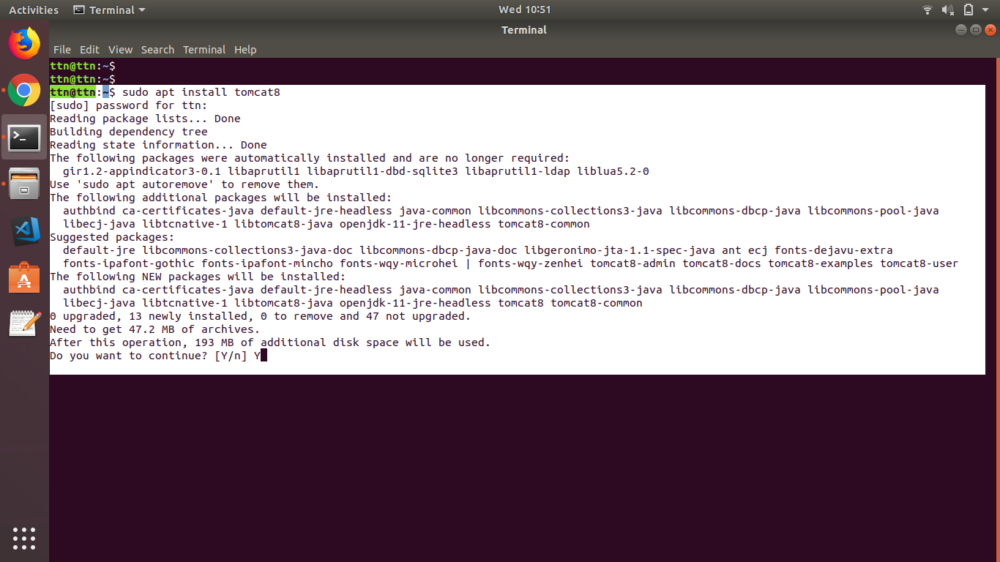 Activities Terminal Wed 10:51
Terminal
File Edit View Search Terminal Help
ttn@ttn:~$
ttn@ttn:~$
ttn@ttn:~$ sudo apt install tomcat8
[sudo] password for ttn:
Reading package lists... Done
Building dependency tree
Reading state information... Done
The following packages were automatically installed and are no longer required:
  gir1.2-appindicator3-0.1 libaprutil1 libaprutil1-dbd-sqlite3 libaprutil1-ldap liblua5.2-0
Use 'sudo apt autoremove' to remove them.
The following additional packages will be installed:
  authbind ca-certificates-java default-jre-headless java-common libcommons-collections3-java libcommons-dbcp-java libcommons-pool-java
  libecj-java libtcnative-1 libtomcat8-java openjdk-11-jre-headless tomcat8-common
Suggested packages:
  default-jre libcommons-collections3-java-doc libcommons-dbcp-java-doc libgeronimo-jta-1.1-spec-java ant ecj fonts-dejavu-extra
  fonts-ipafont-gothic fonts-ipafont-mincho fonts-wqy-microhei | fonts-wqy-zenhei tomcat8-admin tomcat8-docs tomcat8-examples tomcat8-user
The following NEW packages will be installed:
  authbind ca-certificates-java default-jre-headless java-common libcommons-collections3-java libcommons-dbcp-java libcommons-pool-java
  libecj-java libtcnative-1 libtomcat8-java openjdk-11-jre-headless tomcat8 tomcat8-common
0 upgraded, 13 newly installed, 0 to remove and 47 not upgraded.
Need to get 47.2 MB of archives.
After this operation, 193 MB of additional disk space will be used.
Do you want to continue? [Y/n] Y